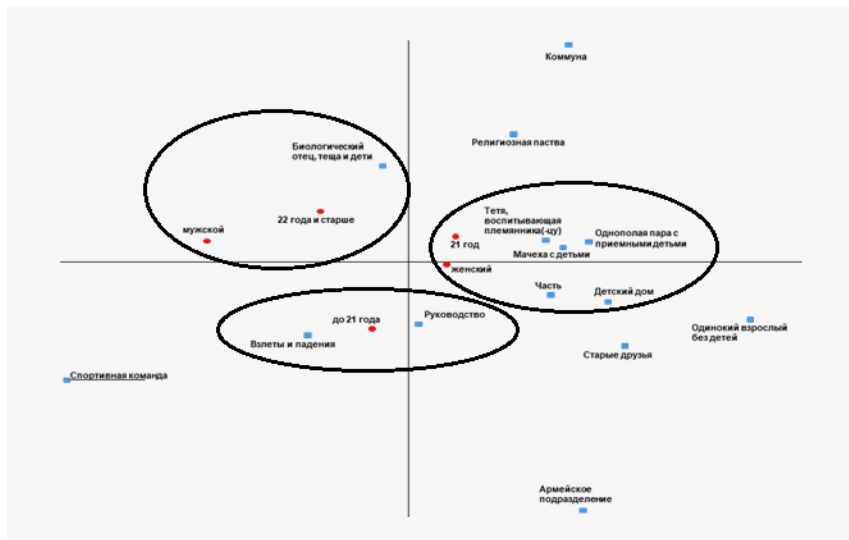 Коммуна
Религиозная паства
Биологический
отец, теща и дети
22 года и старше
мужской
Тетя,
воспитывающая
племянника(-цу)
21 год
Мачеха с детьми
Однополая пара с
приемными детьми
женский
Часть
Детский дом
до 21 года
Руководство
Взлеты и падения
Одинокий взрослый
без детей
Старые друзья
Спортивная команда
Армейское
подразделение